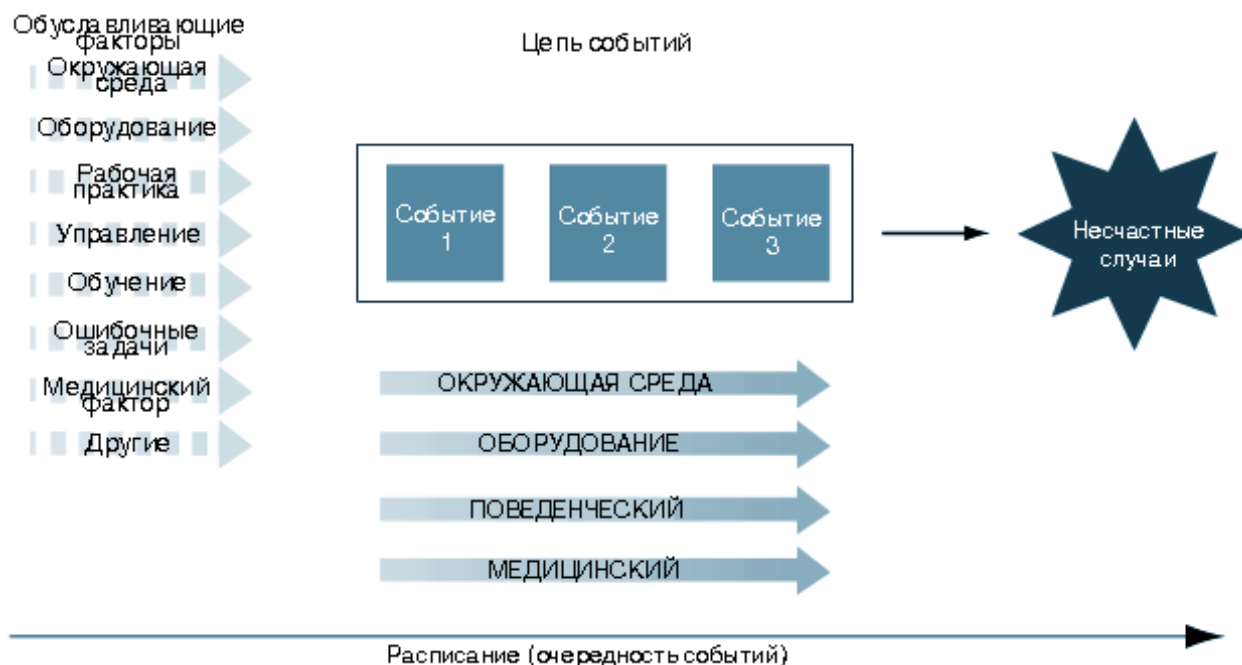 Обуславливающие
факторы
Цепь событий
Окружающая
среда
Оборудование
Рабочая
практика
Управление
Обучение
Ошибочные
задачи
Медицинский
фактор
Другие
Событие
1
Событие
2
Событие
3
Несчастные
случаи
ОКРУЖАЮЩАЯ СРЕДА
ОБОРУДОВАНИЕ
ПОВЕДЕНЧЕСКИЙ
МЕДИЦИНСКИЙ
Расписание (очередность событий)